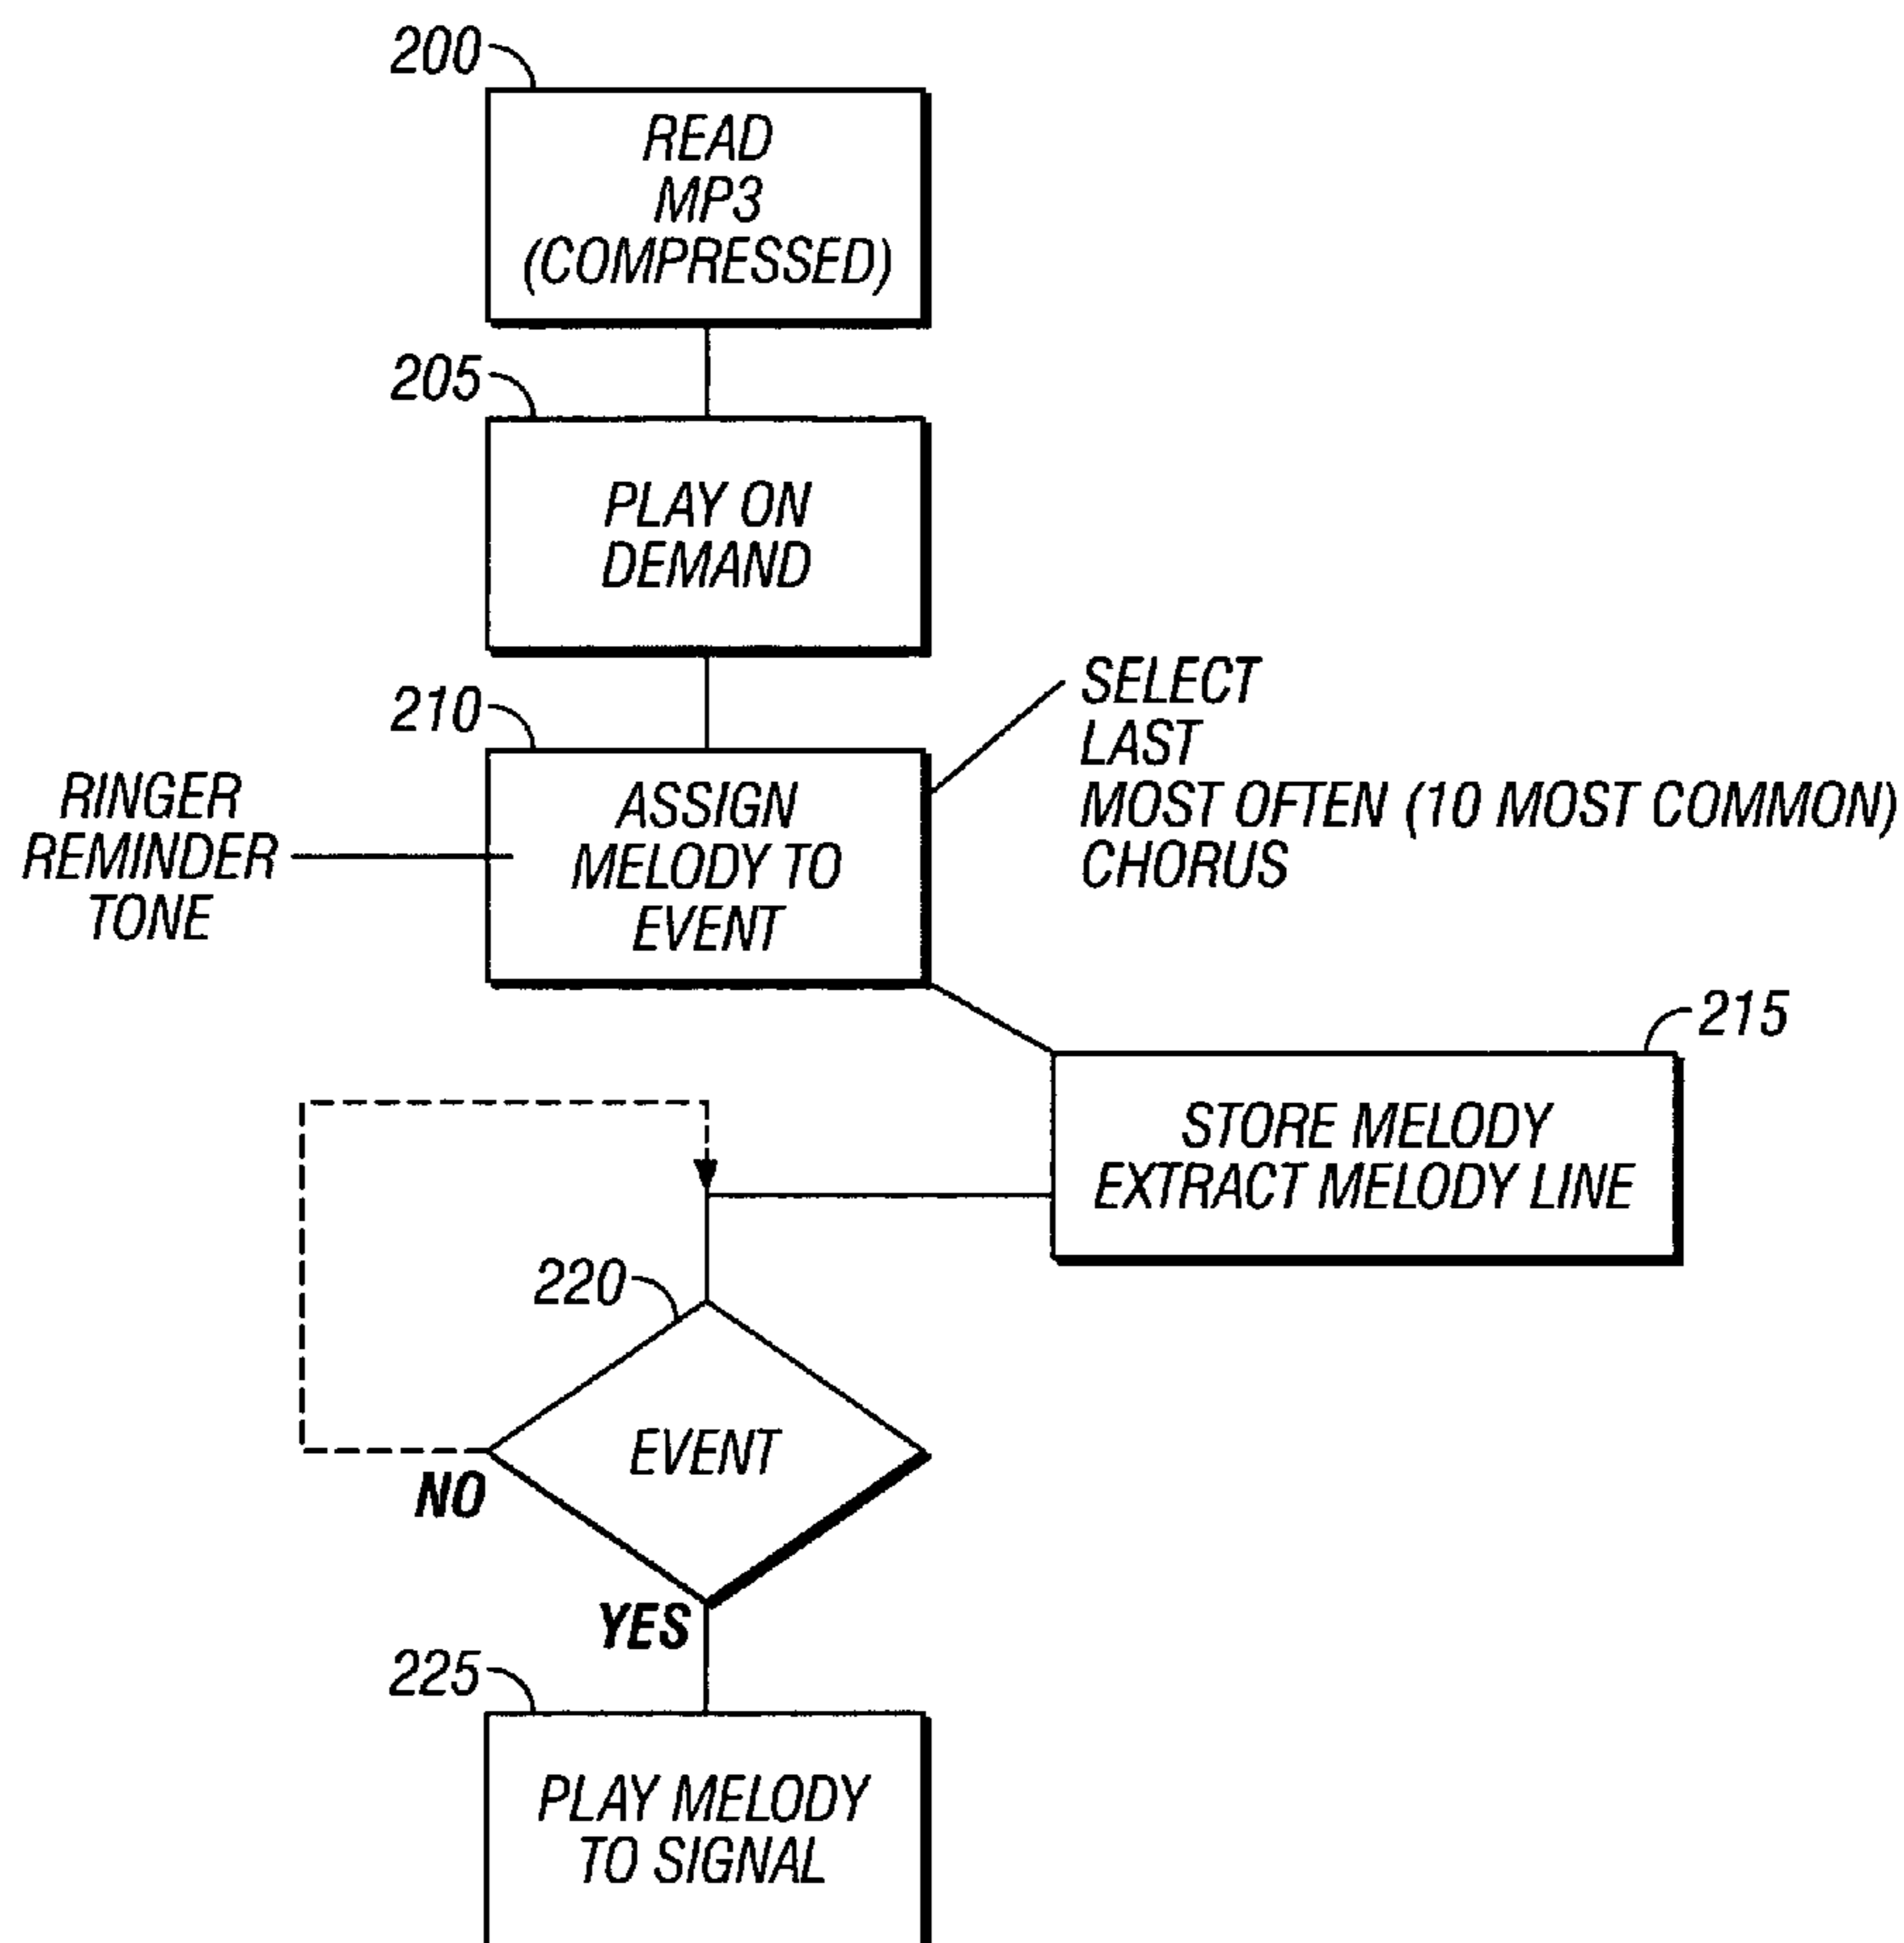 200
READ
MP3
(COMPRESSED)
205
PLAY ON
DEMAND
210
ASSIGN
MELODY TO
EVENT
RINGER
REMINDER
TONE
SELECT
LAST
MOST OFTEN (10 MOST COMMON)
CHORUS
215
STORE MELODY
EXTRACT MELODY LINE
220
EVENT
NO
YES
225
PLAY MELODY
TO SIGNAL